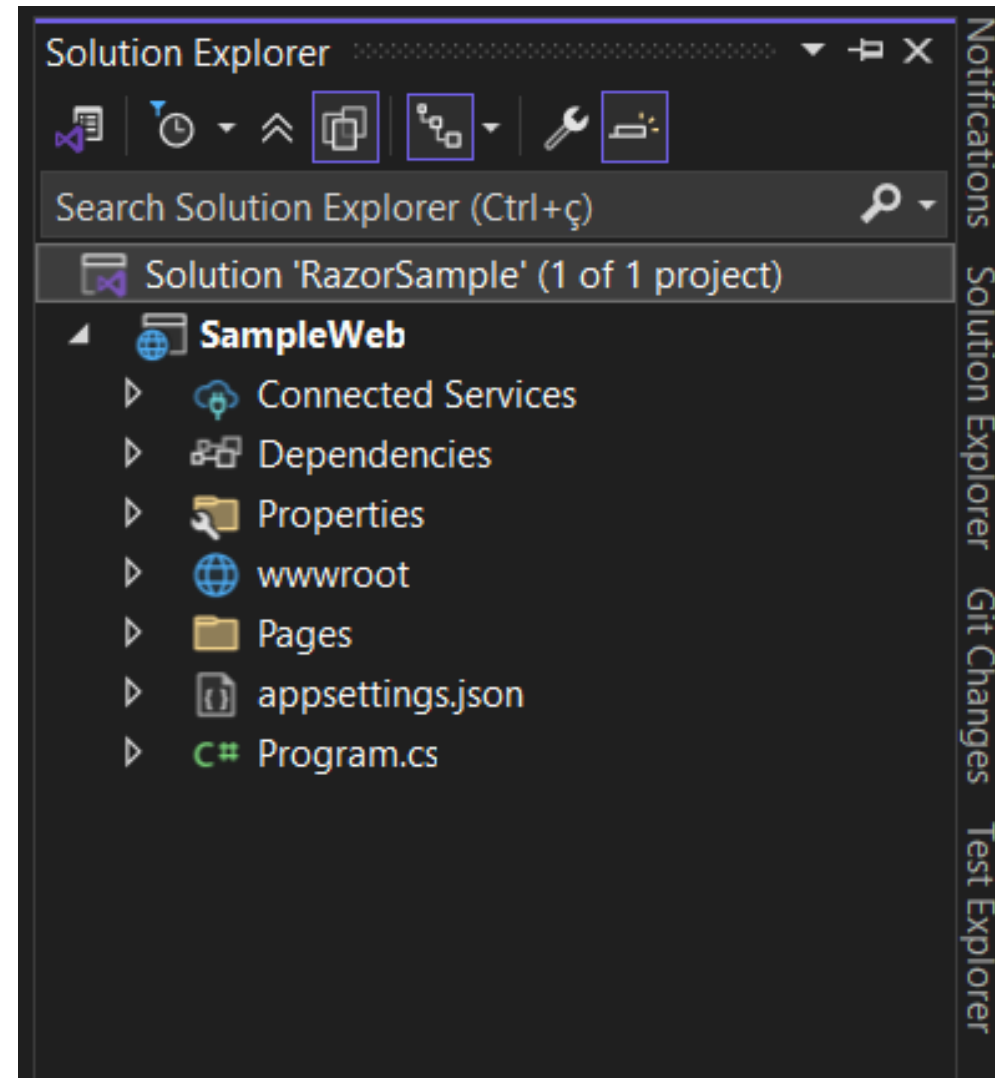 Solution Explorer
Search Solution Explorer (Ctrl+ç)
Solution 'RazorSample' (1 of 1 project)
SampleWeb
Connected Services
Dependencies
Properties
wwwroot
Pages
appsettings.json
C# Program.cs
Notifications
Solution Explorer
Git Changes
Test Explorer